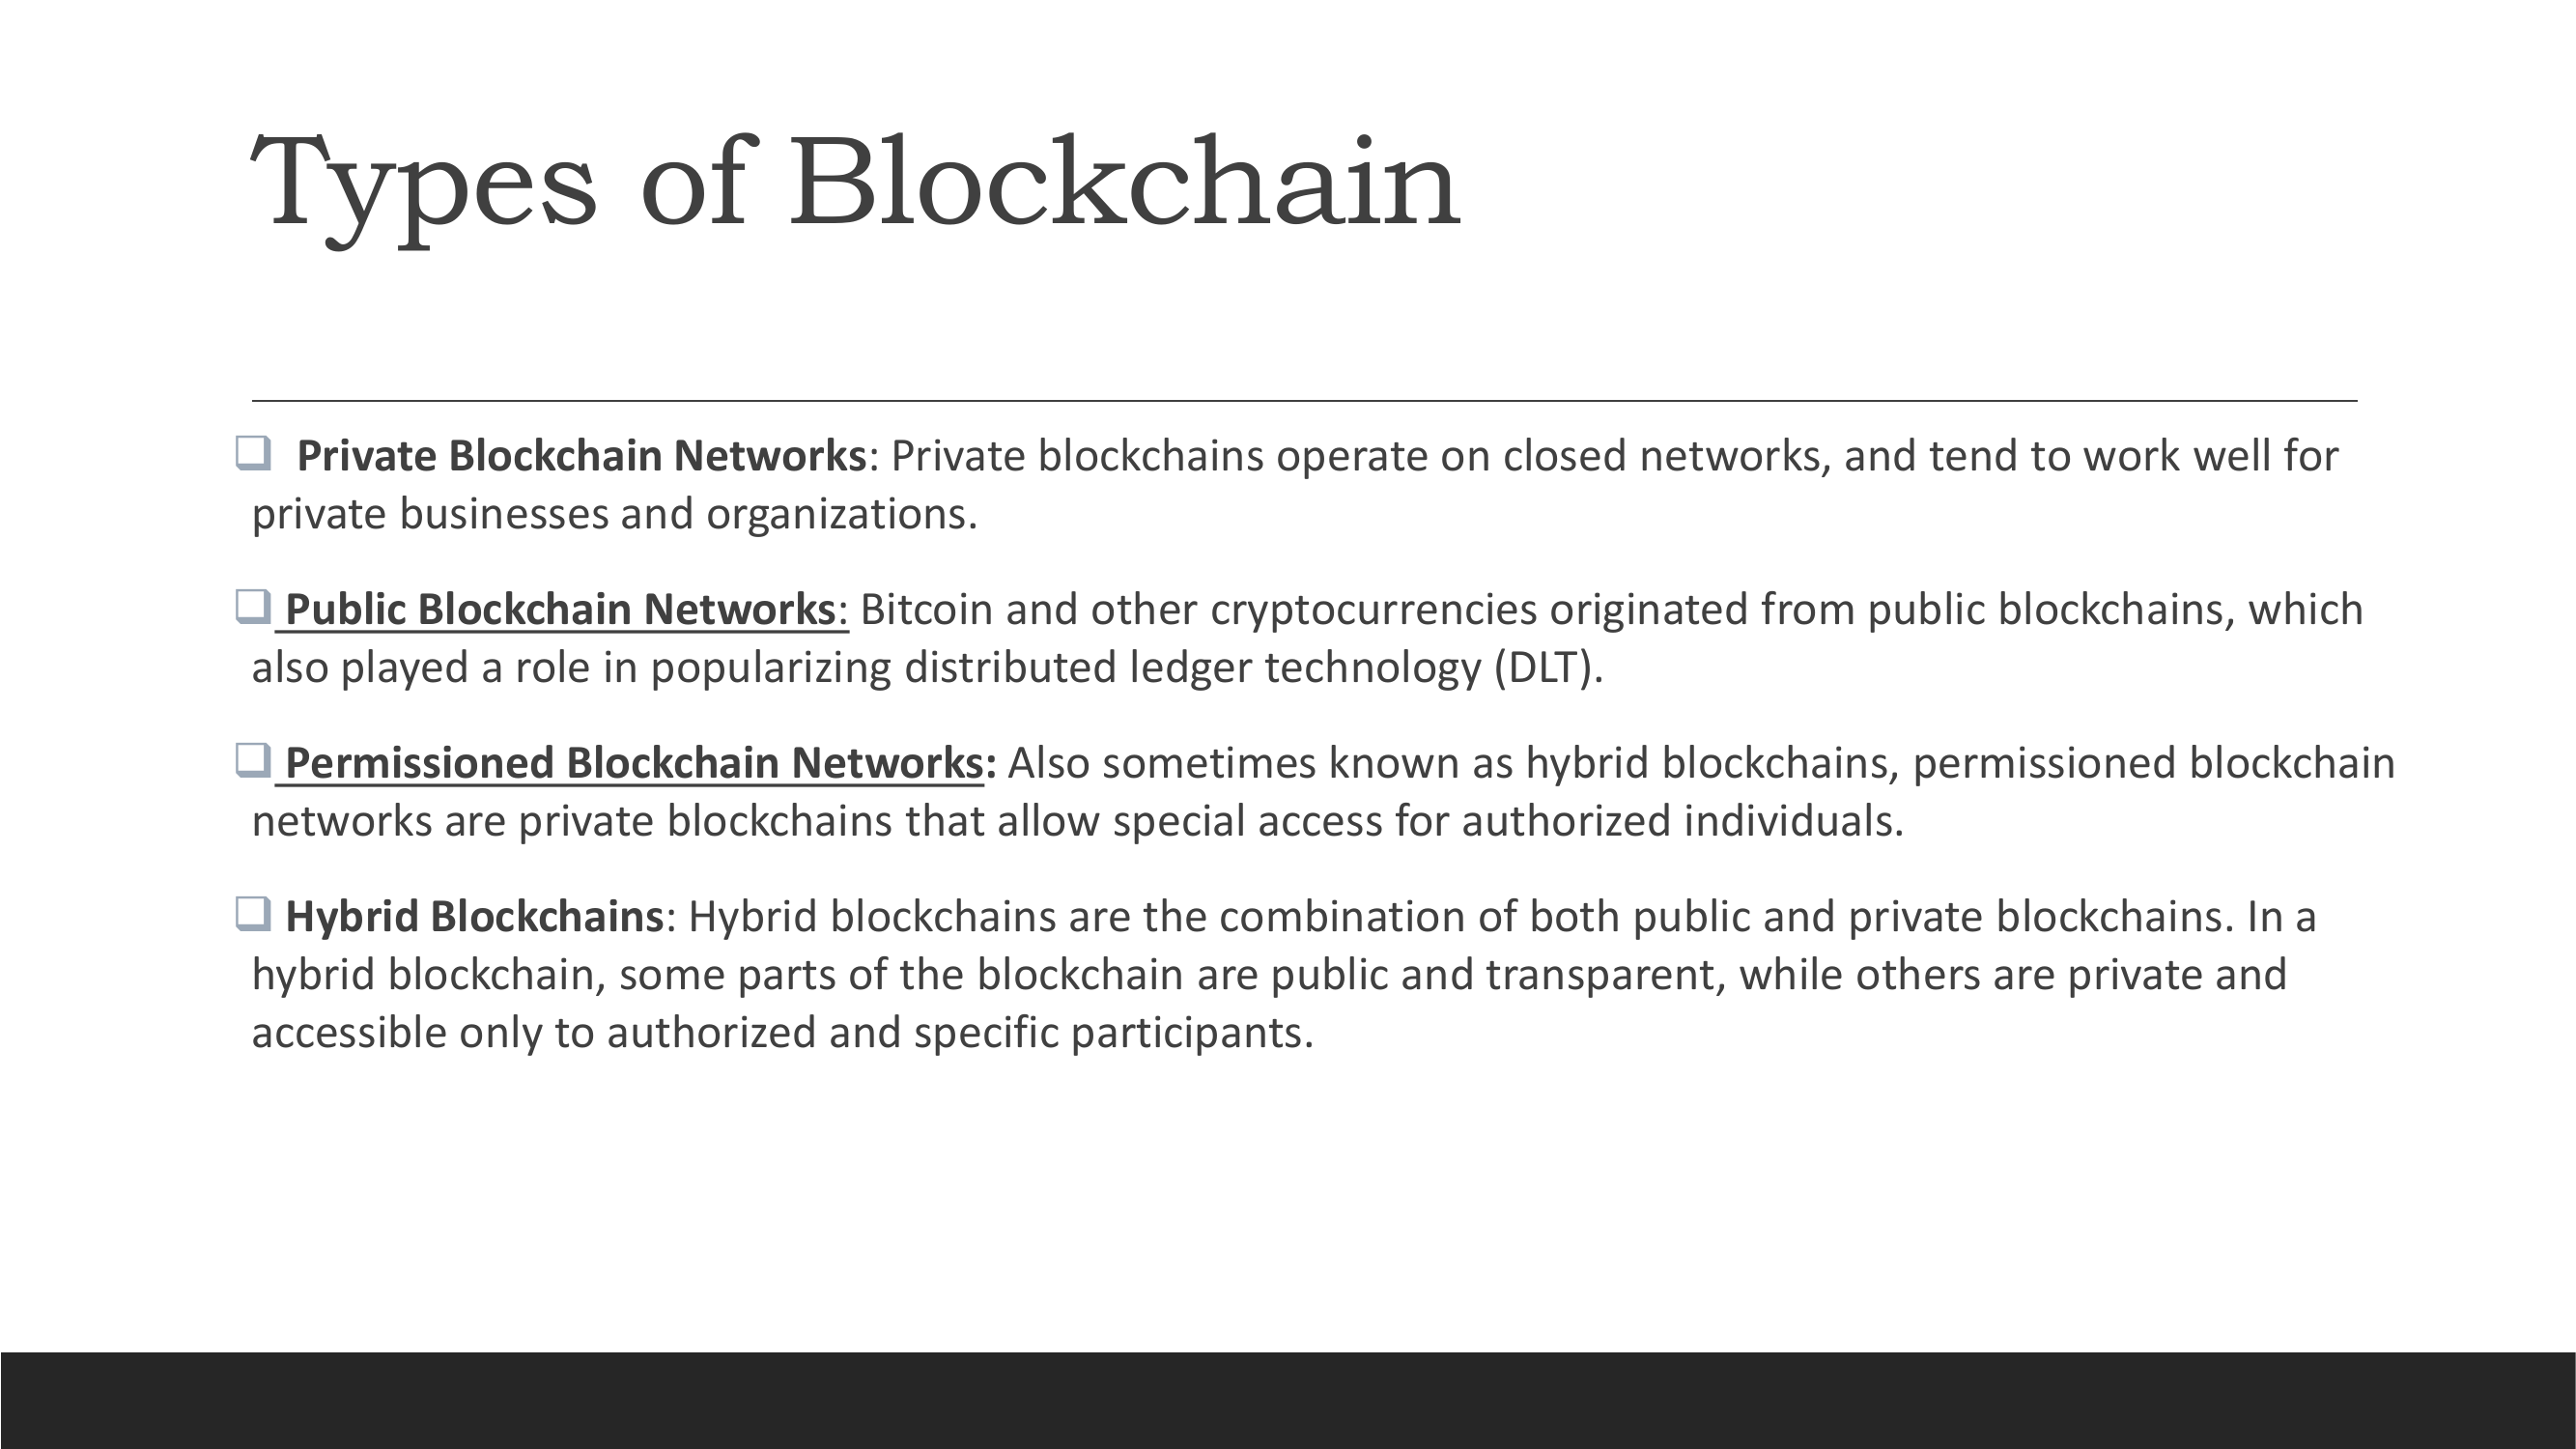 Types of Blockchain
Private Blockchain Networks: Private blockchains operate on closed networks, and tend to work well for
private businesses and organizations.
Public Blockchain Networks: Bitcoin and other cryptocurrencies originated from public blockchains, which
also played a role in popularizing distributed ledger technology (DLT).
Permissioned Blockchain Networks: Also sometimes known as hybrid blockchains, permissioned blockchain
networks are private blockchains that allow special access for authorized individuals.
Hybrid Blockchains: Hybrid blockchains are the combination of both public and private blockchains. In a
hybrid blockchain, some parts of the blockchain are public and transparent, while others are private and
accessible only to authorized and specific participants.